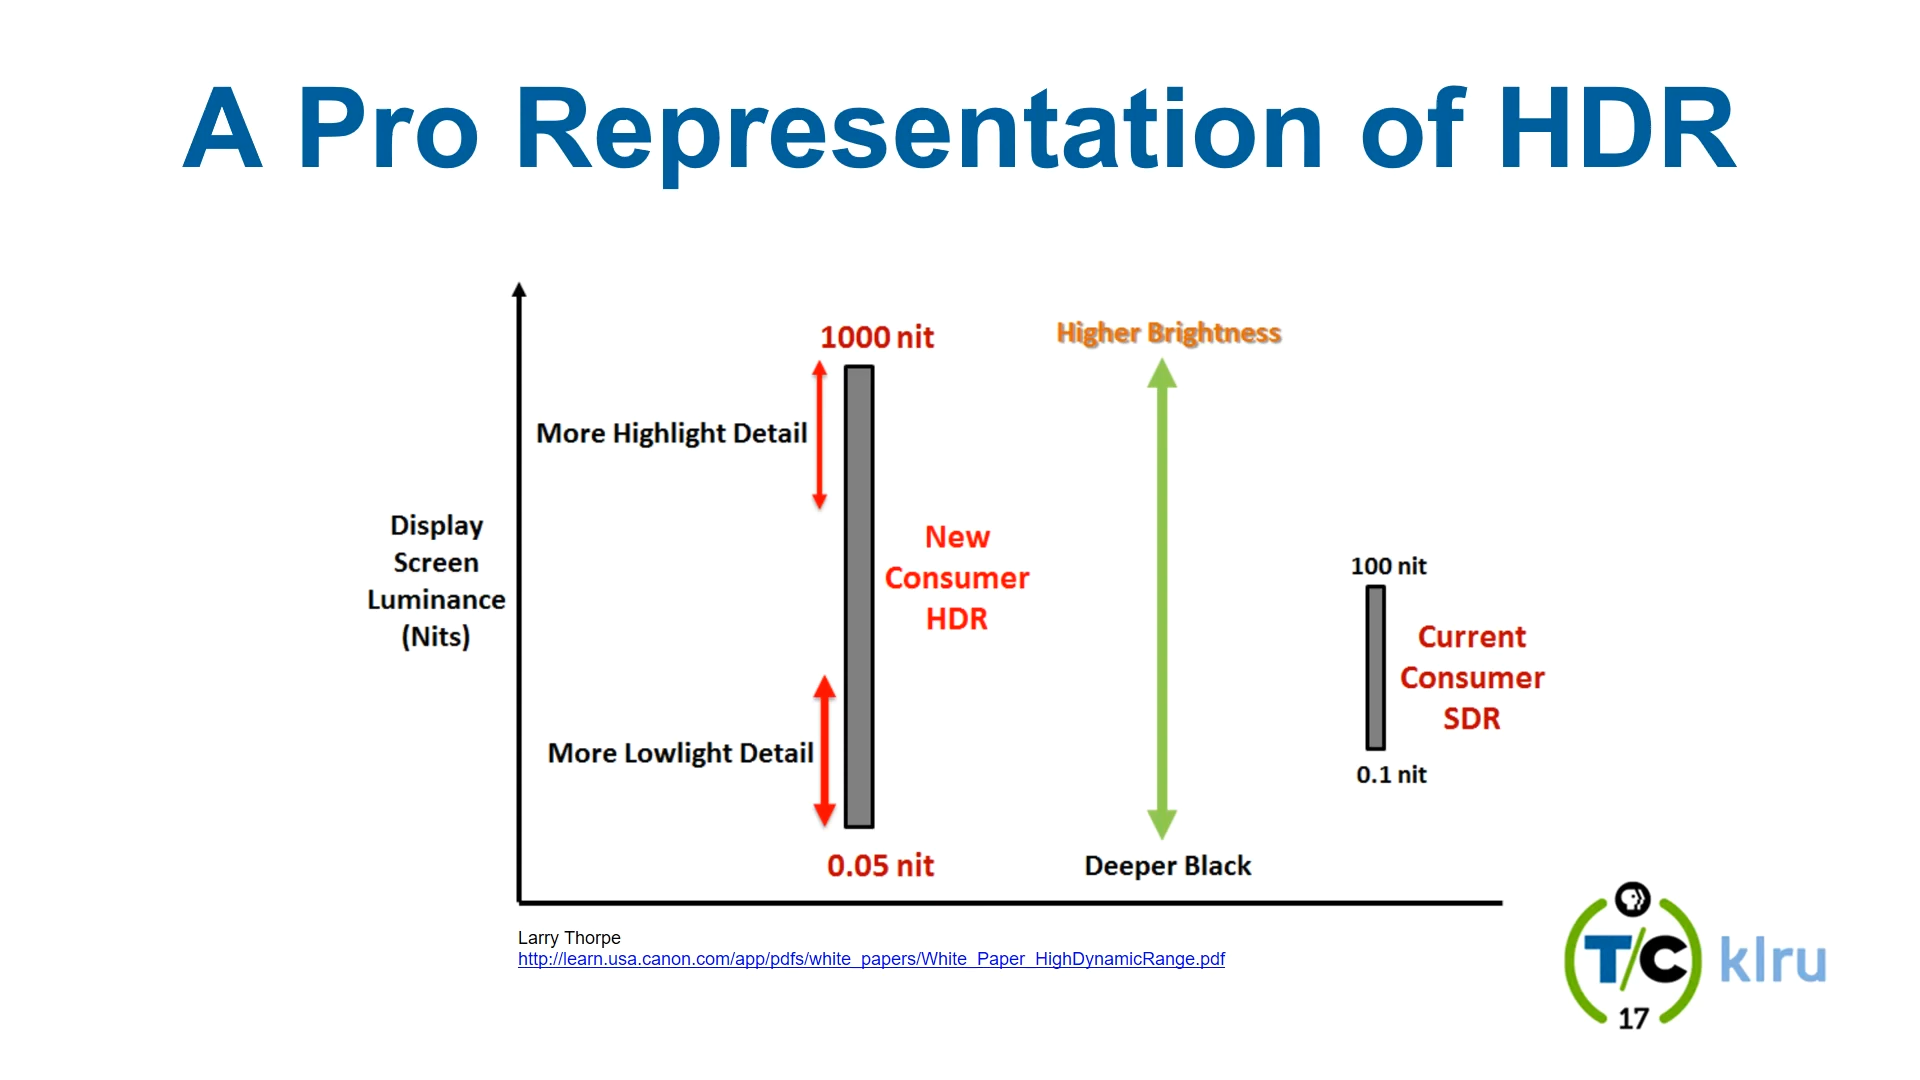 A Pro Representation of HDR
1000 nit
Higher Brightness
More Highlight Detail
Display
Screen
Luminance
(Nits)
New
Consumer
HDR
100 nit
Current
Consumer
SDR
More Lowlight Detail
0.1 nit
0.05 nit
Deeper Black
Larry Thorpe
http://learn.usa.canon.com/app/pdfs/white_papers/White_Paper_HighDynamicRange.pdf
T/C
17
klru